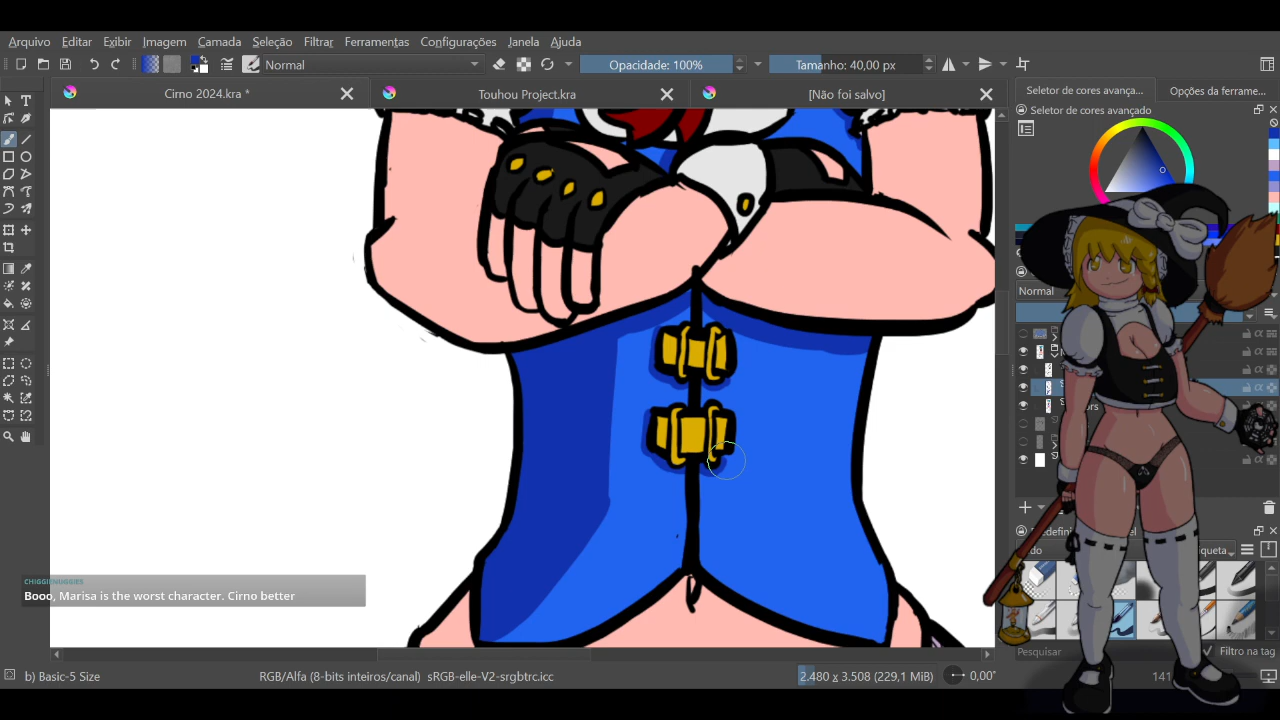 Arquivo Editar Exibir Imagem Camada Seleção Filtrar Ferramentas Configurações Janela Ajuda
Normal Opacidade: 100% Tamanho: 40,00 px
Cirno 2024.kra * Touhou Project.kra [Não foi salvo] Seletor de cores avança... Opções da ferrame...
Seletor de cores avançado
Normal
CHIGGENUGGIES
Booo, Marisa is the worst character. Cirno better
Pesquisar Filtro na tag
b) Basic-5 Size RGB/Alfa (8-bits inteiros/canal) sRGB-elle-V2-srgbtrc.icc 2.480 x 3.508 (229,1 MiB) 0,00° 141